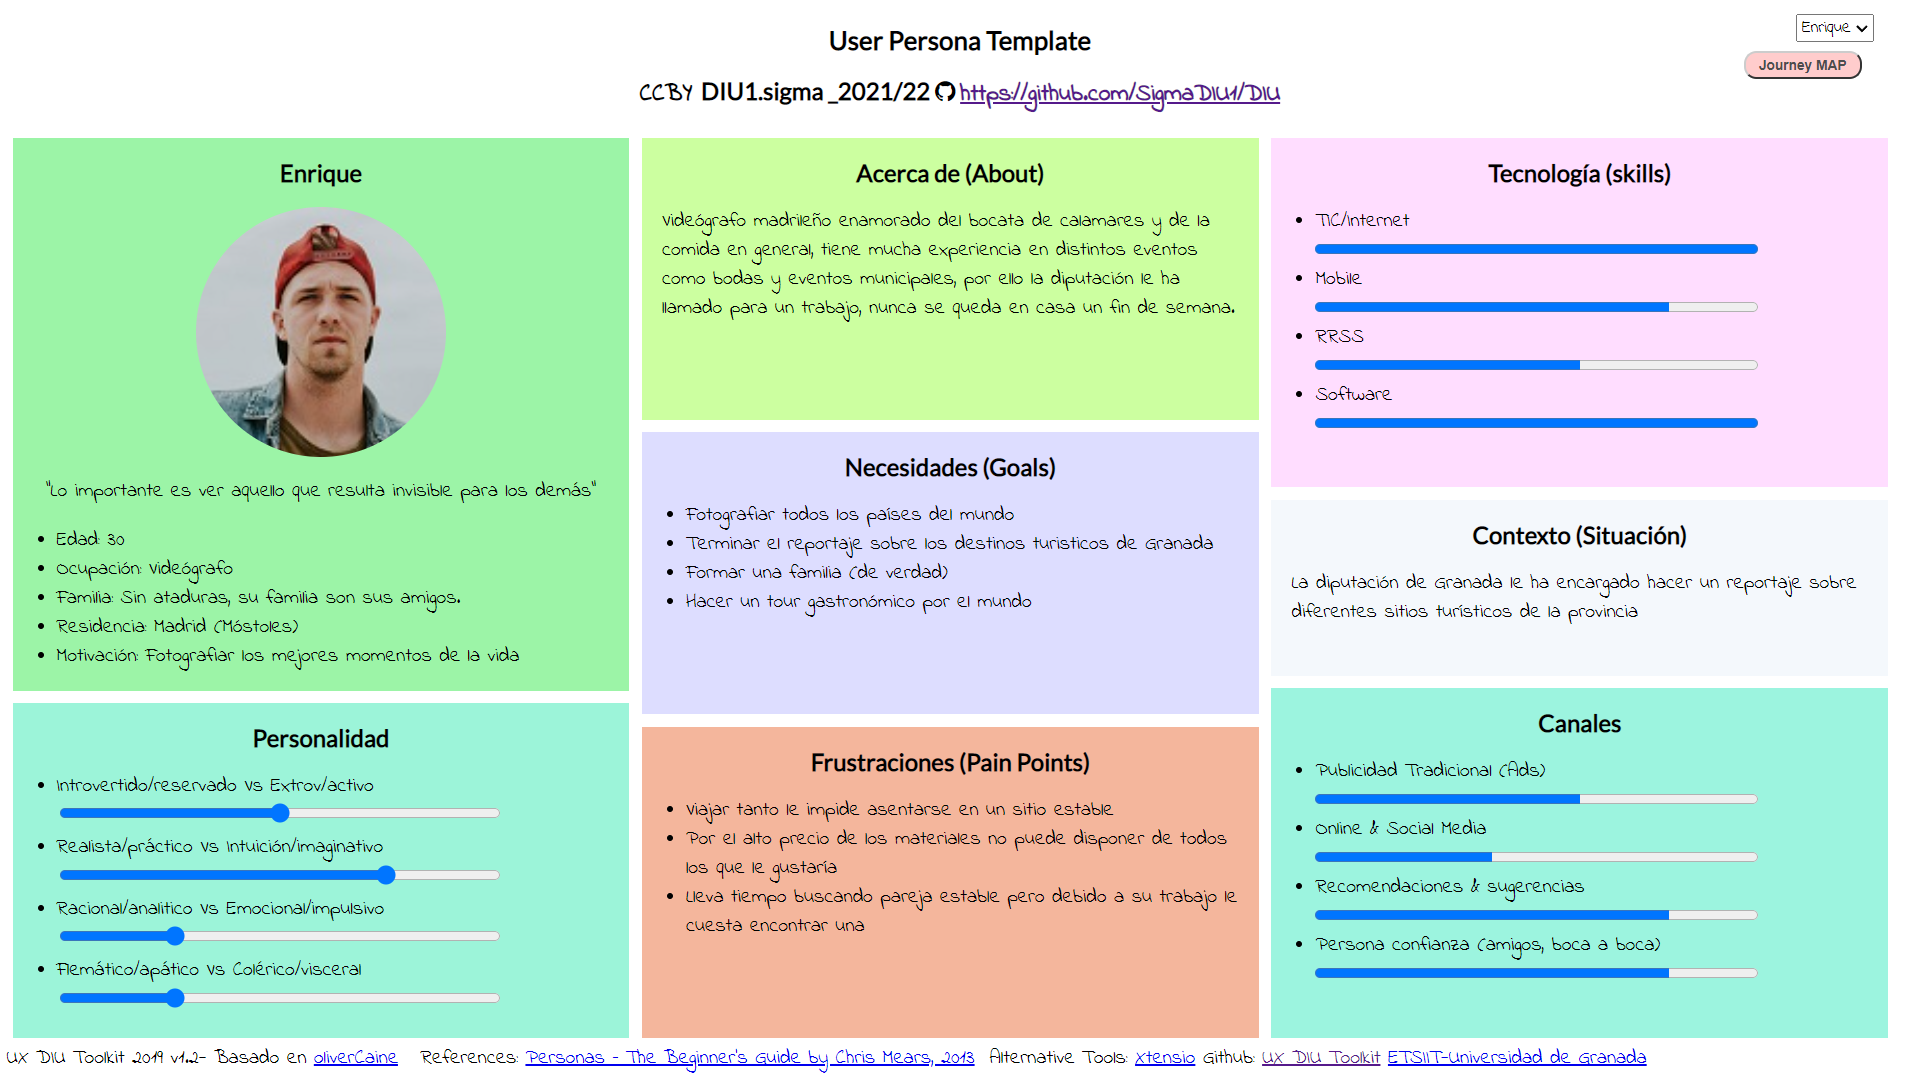 Enrique
User Persona Template
Journey MAP
CCBY DIU1.sigma _2021/22 https://github.com/SigmaDIU1/DIU
Enrique
"Lo importante es ver aquello que resulta invisible para los demás"
Edad: 30
Ocupación: Videógrafo
Familia: Sin ataduras, su familia son sus amigos.
Residencia: Madrid (Móstoles)
Motivación: Fotografiar los mejores momentos de la vida
Personalidad
Introvertido/reservado Vs Extrov/activo
Realista/práctico Vs Intuición/imaginativo
Racional/analitico Vs Emocional/impulsivo
Flemático/apático Vs Colérico/visceral
Acerca de (About)
Videógrafo madrileño enamorado del bocata de calamares y de la
comida en general, tiene mucha experiencia en distintos eventos
como bodas y eventos municipales, por ello la diputación le ha
llamado para un trabajo, nunca se queda en casa un fin de semana.
Necesidades (Goals)
Fotografiar todos los países del mundo
Terminar el reportaje sobre los destinos turisticos de Granada
Formar una familia (de verdad)
Hacer un tour gastronómico por el mundo
Frustraciones (Pain Points)
Viajar tanto le impide asentarse en un sitio estable
Por el alto precio de los materiales no puede disponer de todos
los que le gustaría
Lleva tiempo buscando pareja estable pero debido a su trabajo le
cuesta encontrar una
Tecnología (skills)
TIC/Internet
Mobile
RRSS
Software
Contexto (Situación)
La diputación de Granada le ha encargado hacer un reportaje sobre
diferentes sitios turísticos de la provincia
Canales
Publicidad Tradicional (Ads)
Online & Social Media
Recomendaciones & sugerencias
Persona confianza (amigos, boca a boca)
UX DIU Toolkit 2019 v1.2- Basado en oliverCaine References: Personas - The Beginner's Guide by Chris Mears, 2013 Alternative Tools: Xtensio Github: UX DIU Toolkit ETSIIT-Universidad de Granada